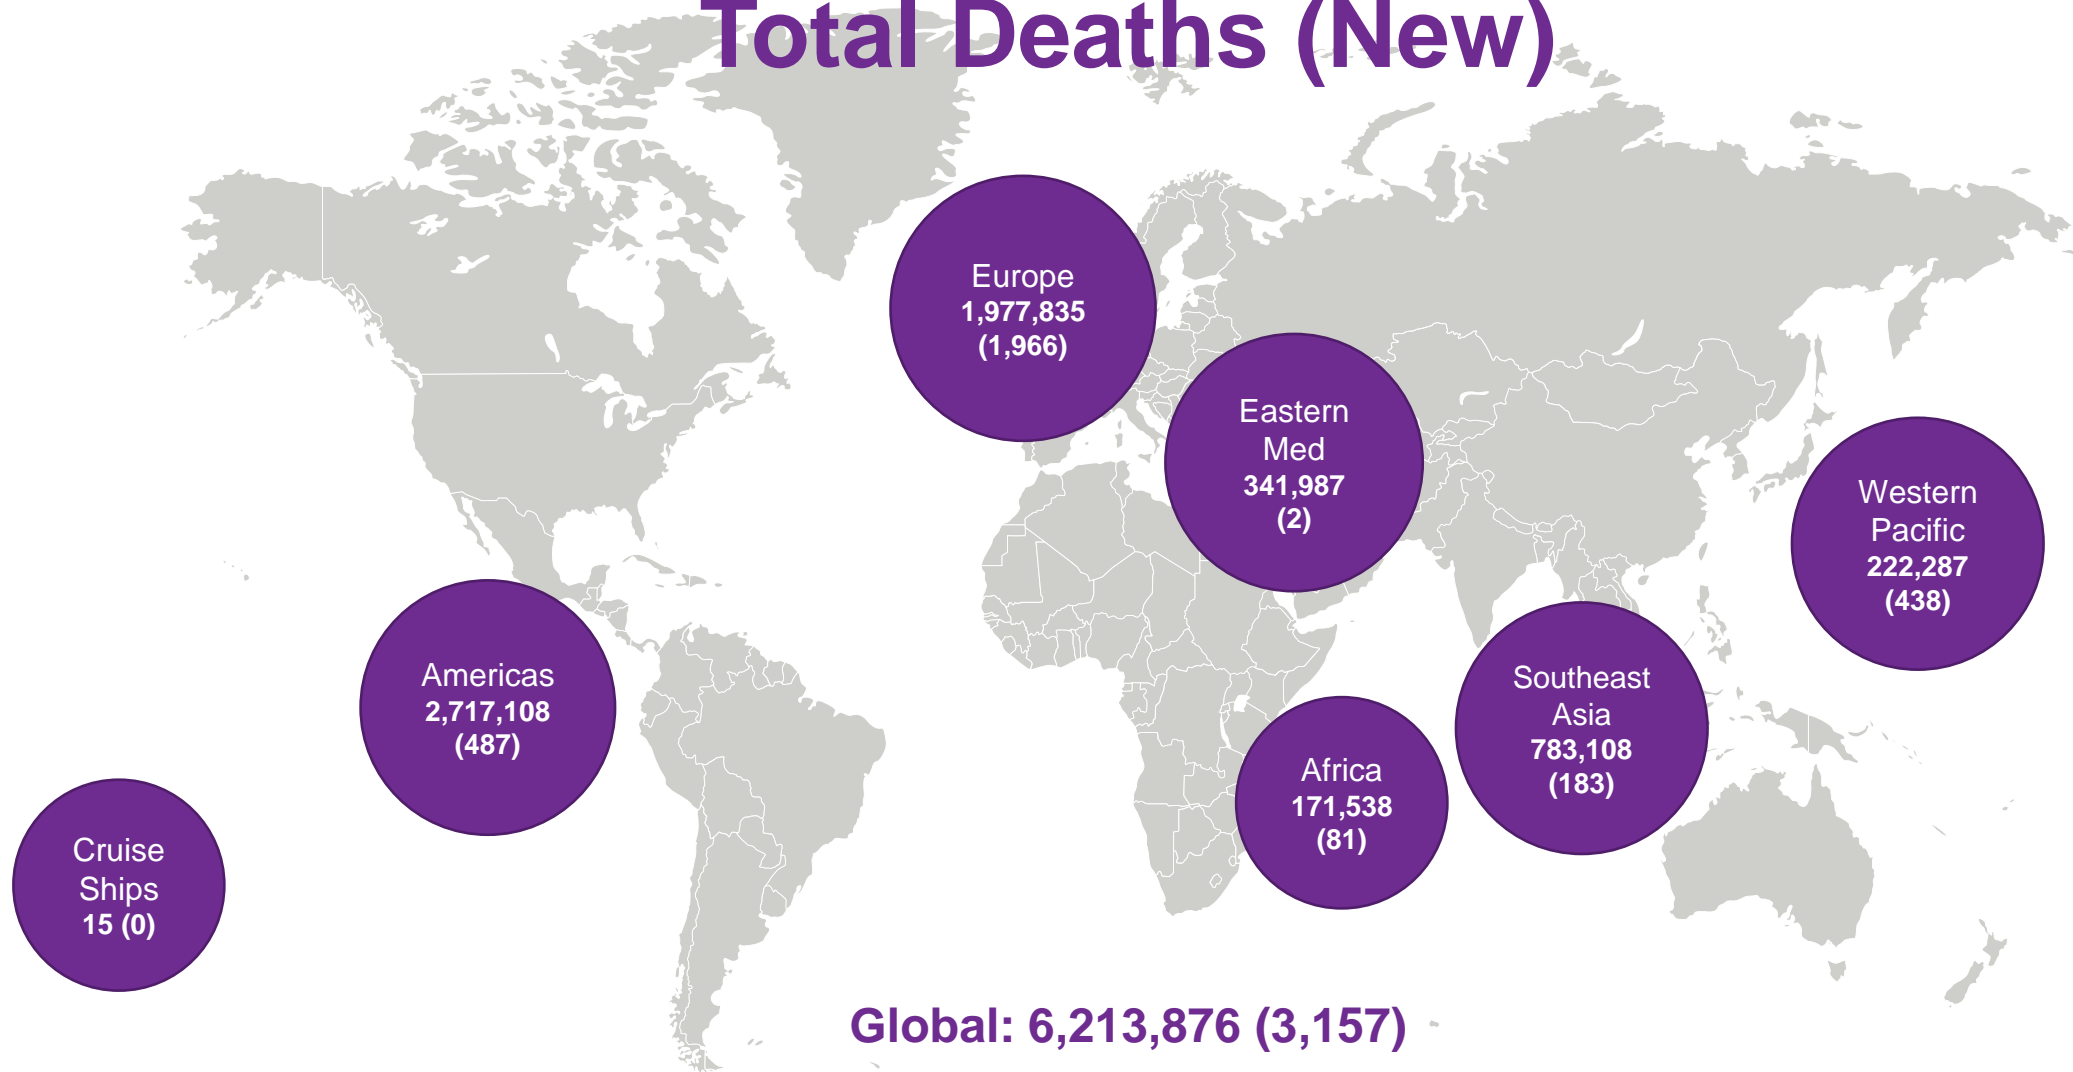 Total Deaths (New)
Europe
1,977,835
(1,966)
Eastern
Med
341,987
(2)
Western
Pacific
222,287
(438)
Americas
2,717,108
(487)
Southeast
Asia
783,108
(183)
Africa
171,538
(81)
Cruise
Ships
15 (0)
Global: 6,213,876 (3,157)